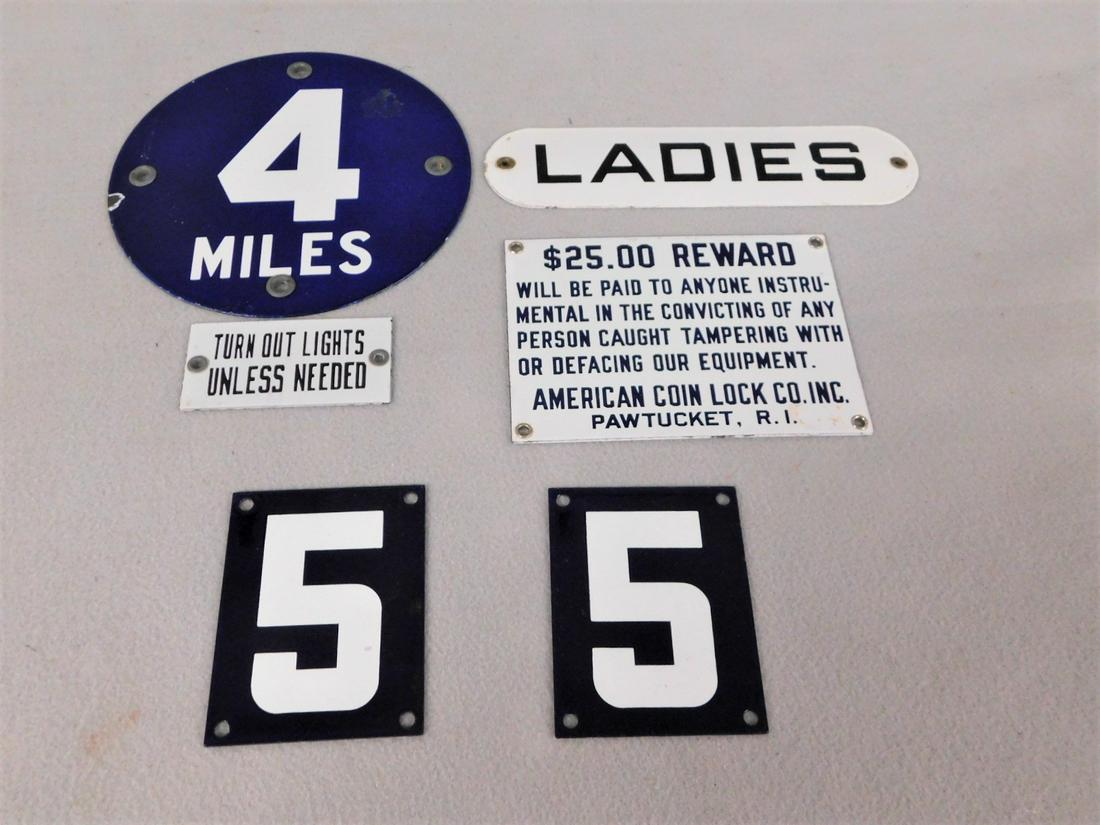 4
MILES
LADIES
$25.00 REWARD
WILL BE PAID TO ANYONE INSTRU-
MENTAL IN THE CONVICTING OF ANY
PERSON CAUGHT TAMPERING WITH
OR DEFACING OUR EQUIPMENT.
AMERICAN COIN LOCK CO. INC.
PAWTUCKET, R.I.
TURN OUT LIGHTS
UNLESS NEEDED
5
5